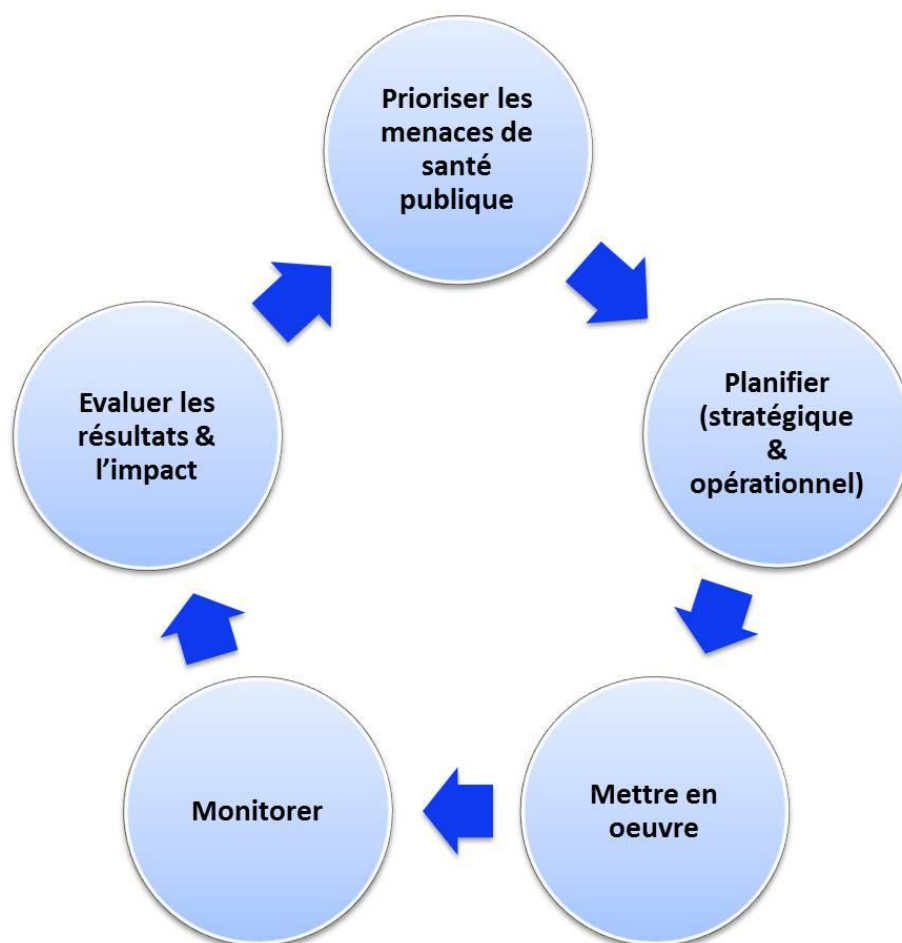 Prioriser les
menaces de
santé
publique
Planifier
(stratégique
&
opérationnel)
Mettre en
oeuvre
Monitorer
Evaluer les
résultats &
l’impact